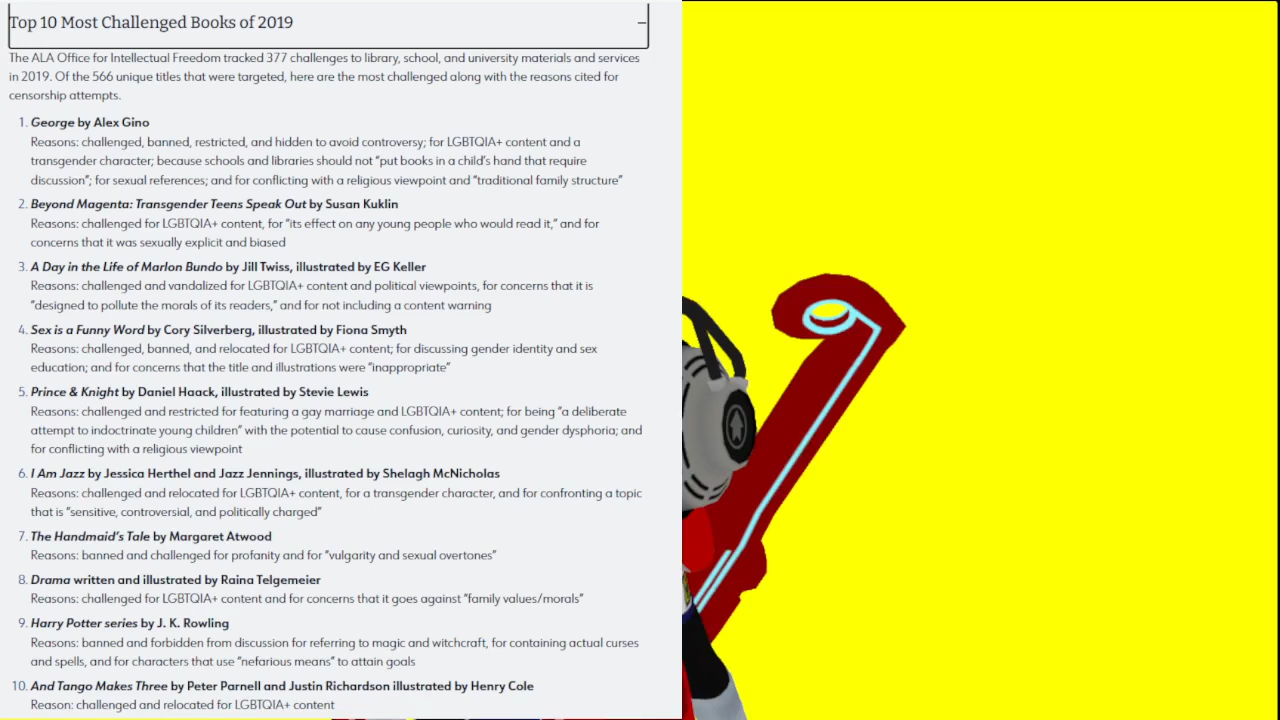 Top 10 Most Challenged Books of 2019
The ALA Office for Intellectual Freedom tracked 377 challenges to library, school, and university materials and services
in 2019. Of the 566 unique titles that were targeted, here are the most challenged along with the reasons cited for
censorship attempts.
1. George by Alex Gino
Reasons: challenged, banned, restricted, and hidden to avoid controversy; for LGBTQIA+ content and a
transgender character; because schools and libraries should not “put books in a child’s hand that require
discussion”; for sexual references; and for conflicting with a religious viewpoint and “traditional family structure”
2. Beyond Magenta: Transgender Teens Speak Out by Susan Kuklin
Reasons: challenged for LGBTQIA+ content, for “its effect on any young people who would read it,” and for
concerns that it was sexually explicit and biased
3. A Day in the Life of Marlon Bundo by Jill Twiss, illustrated by EG Keller
Reasons: challenged and vandalized for LGBTQIA+ content and political viewpoints, for concerns that it is
“designed to pollute the morals of its readers,” and for not including a content warning
4. Sex is a Funny Word by Cory Silverberg, illustrated by Fiona Smyth
Reasons: challenged, banned, and relocated for LGBTQIA+ content; for discussing gender identity and sex
education; and for concerns that the title and illustrations were “inappropriate”
5. Prince & Knight by Daniel Haack, illustrated by Stevie Lewis
Reasons: challenged and restricted for featuring a gay marriage and LGBTQIA+ content; for being “a deliberate
attempt to indoctrinate young children” with the potential to cause confusion, curiosity, and gender dysphoria; and
for conflicting with a religious viewpoint
6. I Am Jazz by Jessica Herthel and Jazz Jennings, illustrated by Shelagh McNicholas
Reasons: challenged and relocated for LGBTQIA+ content, for a transgender character, and for confronting a topic
that is “sensitive, controversial, and politically charged”
7. The Handmaid’s Tale by Margaret Atwood
Reasons: banned and challenged for profanity and for “vulgarity and sexual overtones”
8. Drama written and illustrated by Raina Telgemeier
Reasons: challenged for LGBTQIA+ content and for concerns that it goes against “family values/morals”
9. Harry Potter series by J. K. Rowling
Reasons: banned and forbidden from discussion for referring to magic and witchcraft, for containing actual curses
and spells, and for characters that use “nefarious means” to attain goals
10. And Tango Makes Three by Peter Parnell and Justin Richardson illustrated by Henry Cole
Reason: challenged and relocated for LGBTQIA+ content